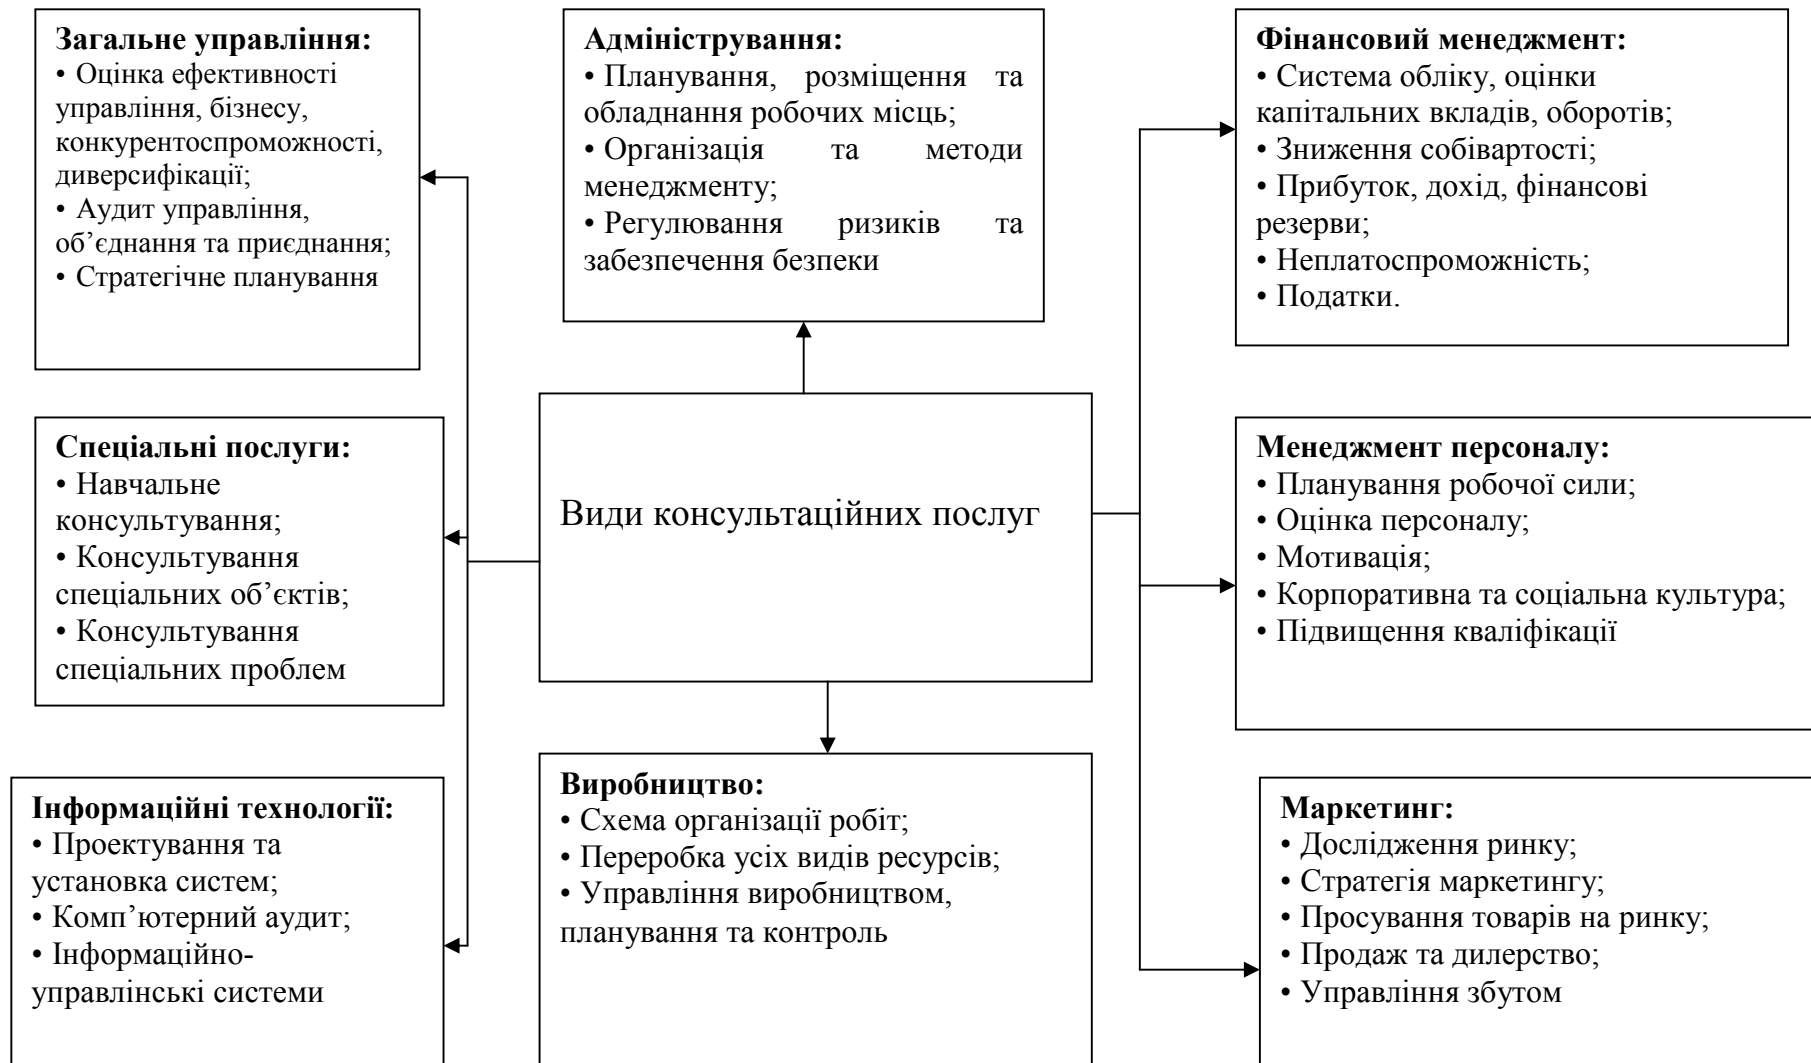 Загальне управління:
• Оцінка ефективності
управління, бізнесу,
конкурентоспроможності,
диверсифікації;
• Аудит управління,
об’єднання та приєднання;
• Стратегічне планування
Адміністрування:
• Планування, розміщення та
обладнання робочих місць;
• Організація та методи
менеджменту;
• Регулювання ризиків та
забезпечення безпеки
Фінансовий менеджмент:
• Система обліку, оцінки
капітальних вкладів, оборотів;
• Зниження собівартості;
• Прибуток, дохід, фінансові
резерви;
• Неплатоспроможність;
• Податки.
Спеціальні послуги:
• Навчальне
консультування;
• Консультування
спеціальних об’єктів;
• Консультування
спеціальних проблем
Види консультаційних послуг
Менеджмент персоналу:
• Планування робочої сили;
• Оцінка персоналу;
• Мотивація;
• Корпоративна та соціальна культура;
• Підвищення кваліфікації
Інформаційні технології:
• Проектування та
установка систем;
• Комп’ютерний аудит;
• Інформаційно-
управлінські системи
Виробництво:
• Схема організації робіт;
• Переробка усіх видів ресурсів;
• Управління виробництвом,
планування та контроль
Маркетинг:
• Дослідження ринку;
• Стратегія маркетингу;
• Просування товарів на ринку;
• Продаж та дилерство;
• Управління збутом